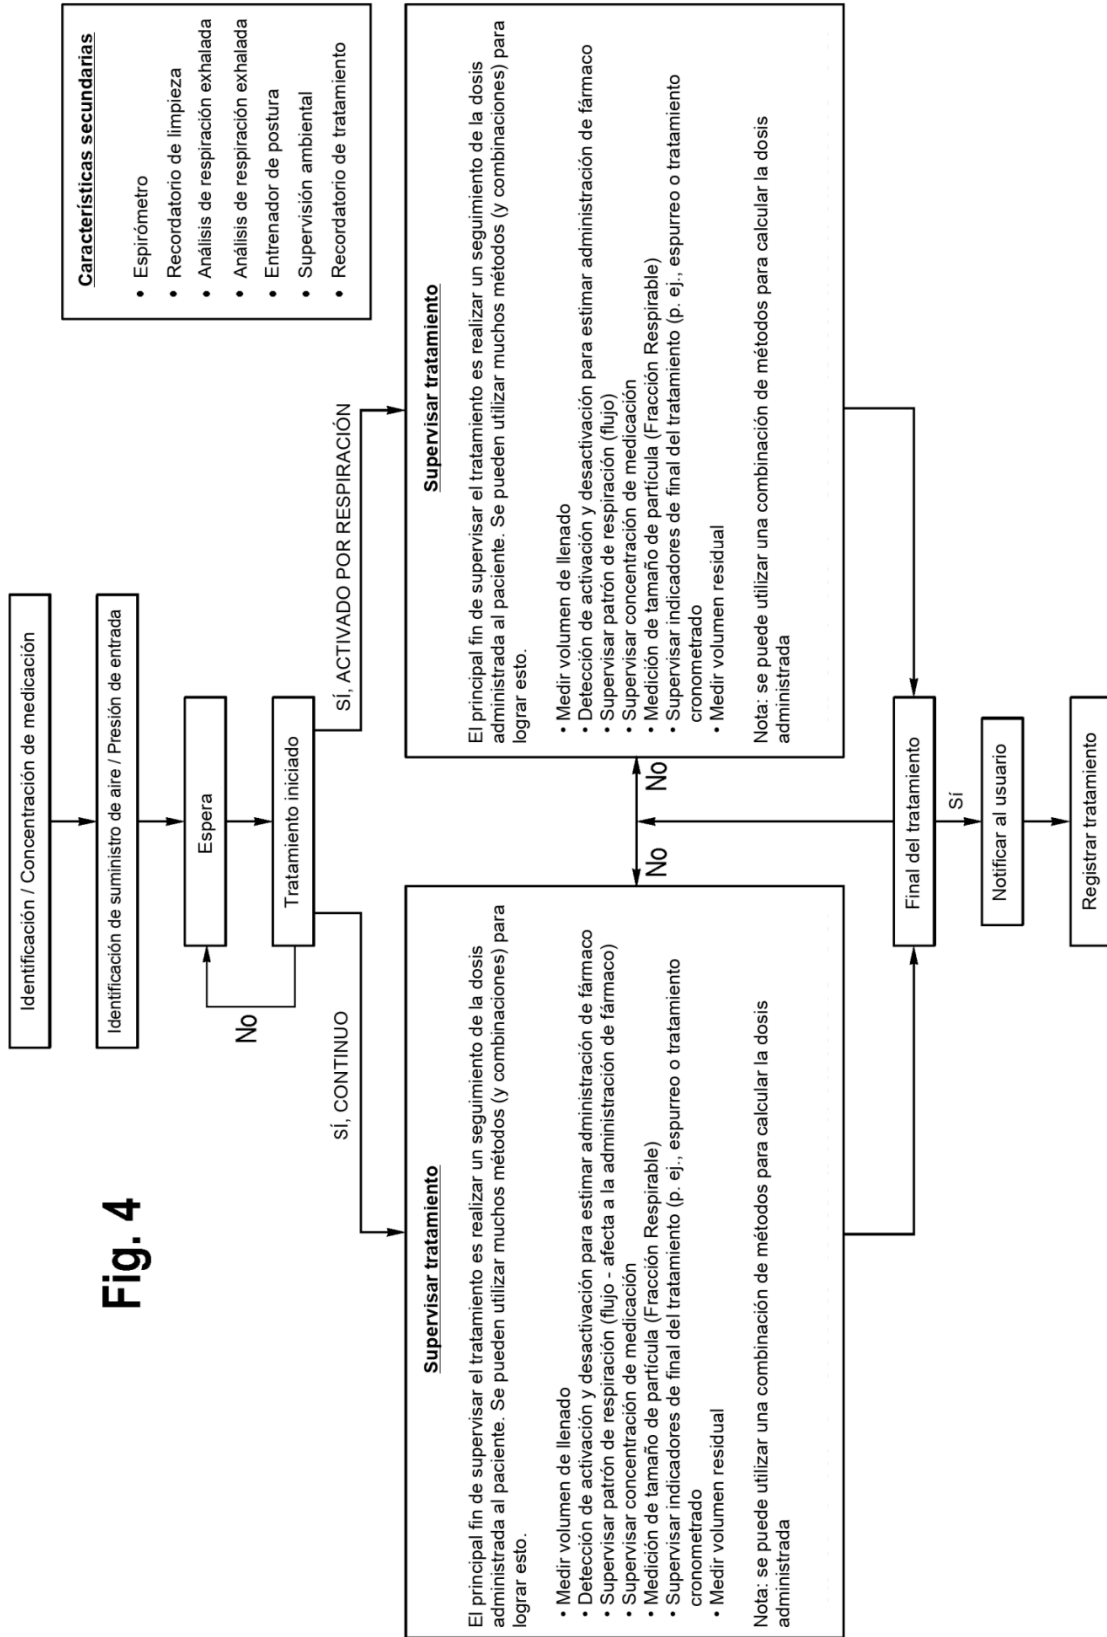 Fig. 4
Identificación / Concentración de medicación
Identificación de suministro de aire / Presión de entrada
Espera
No
Tratamiento iniciado
SÍ, CONTINUO
SÍ, ACTIVADO POR RESPIRACIÓN
Características secundarias
• Espirómetro
• Recordatorio de limpieza
• Análisis de respiración exhalada
• Análisis de respiración exhalada
• Entrenador de postura
• Supervisión ambiental
• Recordatorio de tratamiento
Supervisar tratamiento
El principal fin de supervisar el tratamiento es realizar un seguimiento de la dosis
administrada al paciente. Se pueden utilizar muchos métodos (y combinaciones) para
lograr esto.
• Medir volumen de llenado
• Detección de activación y desactivación para estimar administración de fármaco
• Supervisar patrón de respiración (flujo - afecta a la administración de fármaco)
• Supervisar concentración de medicación
• Medición de tamaño de partícula (Fracción Respirable)
• Supervisar indicadores de final del tratamiento (p. ej., espurreo o tratamiento
cronometrado
• Medir volumen residual
Nota: se puede utilizar una combinación de métodos para calcular la dosis
administrada
Supervisar tratamiento
El principal fin de supervisar el tratamiento es realizar un seguimiento de la dosis
administrada al paciente. Se pueden utilizar muchos métodos (y combinaciones) para
lograr esto.
• Medir volumen de llenado
• Detección de activación y desactivación para estimar administración de fármaco
• Supervisar patrón de respiración (flujo)
• Supervisar concentración de medicación
• Medición de tamaño de partícula (Fracción Respirable)
• Supervisar indicadores de final del tratamiento (p. ej., espurreo o tratamiento
cronometrado
• Medir volumen residual
Nota: se puede utilizar una combinación de métodos para calcular la dosis
administrada
No
No
Final del tratamiento
Sí
Notificar al usuario
Registrar tratamiento